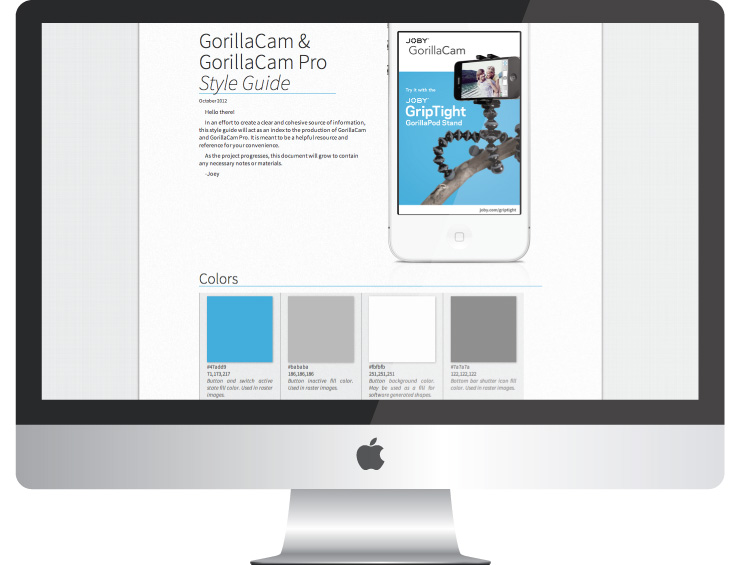 GorillaCam &
GorillaCam Pro
Style Guide
October 2012
Hello there!
In an effort to create a clear and cohesive source of information,
this style guide will act as an index to the production of GorillaCam
and GorillaCam Pro. It is meant to be a helpful resource and
reference for your convenience.
As the project progresses, this document will grow to contain
any necessary notes or materials.
-Joey
JOBY
GorillaCam
Try it with the
JOBY
GripTight
GorillaPod Stand
joby.com/griptight
Colors
#47add9
71,173,217
Button and switch active
state fill color. Used in raster
images.
#bababa
186,186,186
Button inactive fill color.
Used in raster images.
#fbfbfb
251,251,251
Button background color.
May be used as a fill for
software generated shapes.
#7a7a7a
122,122,122
Bottom bar shutter icon fill
color. Used in raster images.